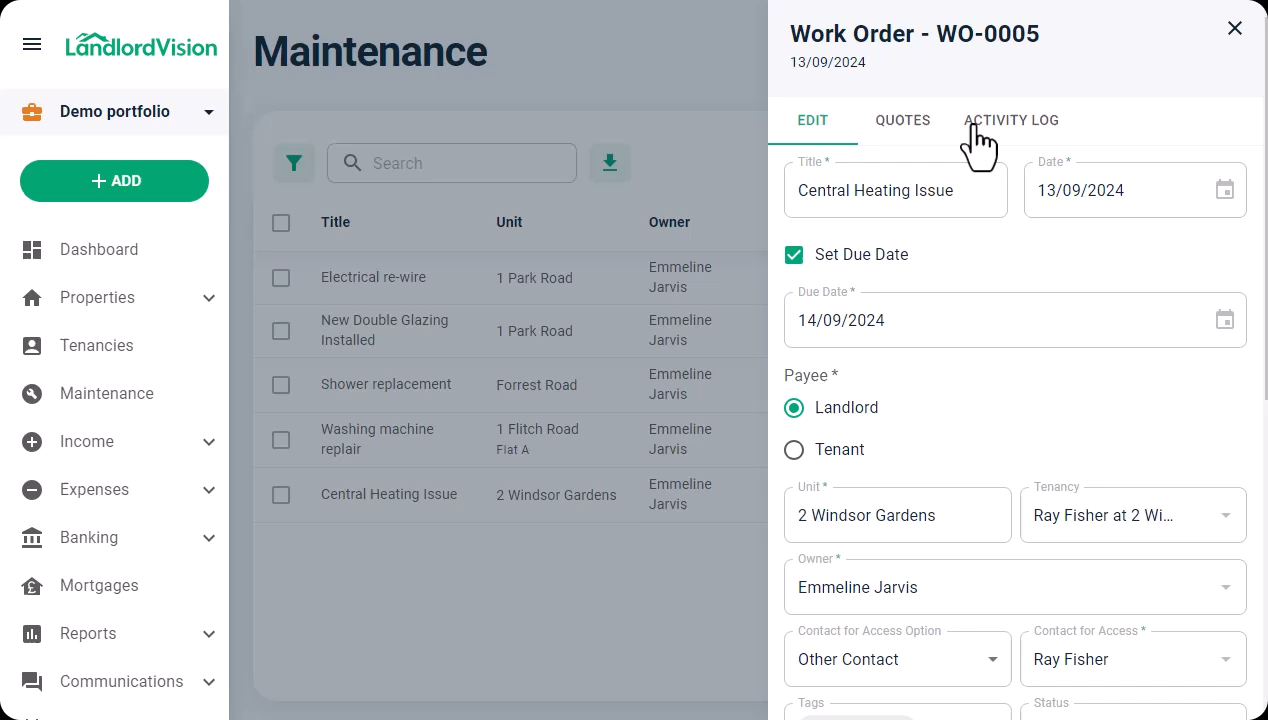 LandlordVision
Demo portfolio
ADD
Dashboard
Properties
Tenancies
Maintenance
Income
Expenses
Banking
Mortgages
Reports
Communications
Maintenance
Search
Title Unit Owner
Electrical re-wire 1 Park Road Emmeline
Jarvis
New Double Glazing
Installed 1 Park Road Emmeline
Jarvis
Shower replacement Forrest Road Emmeline
Jarvis
Washing machine
replair 1 Flitch Road
Flat A Emmeline
Jarvis
Central Heating Issue 2 Windsor Gardens Emmeline
Jarvis
Work Order - WO-0005
13/09/2024
EDIT QUOTES ACTIVITY LOG
Title * Date *
Central Heating Issue 13/09/2024
Set Due Date
Due Date *
14/09/2024
Payee *
Landlord
Tenant
Unit * Tenancy
2 Windsor Gardens Ray Fisher at 2 Wi...
Owner *
Emmeline Jarvis
Contact for Access Option Contact for Access *
Other Contact Ray Fisher
Tags Status